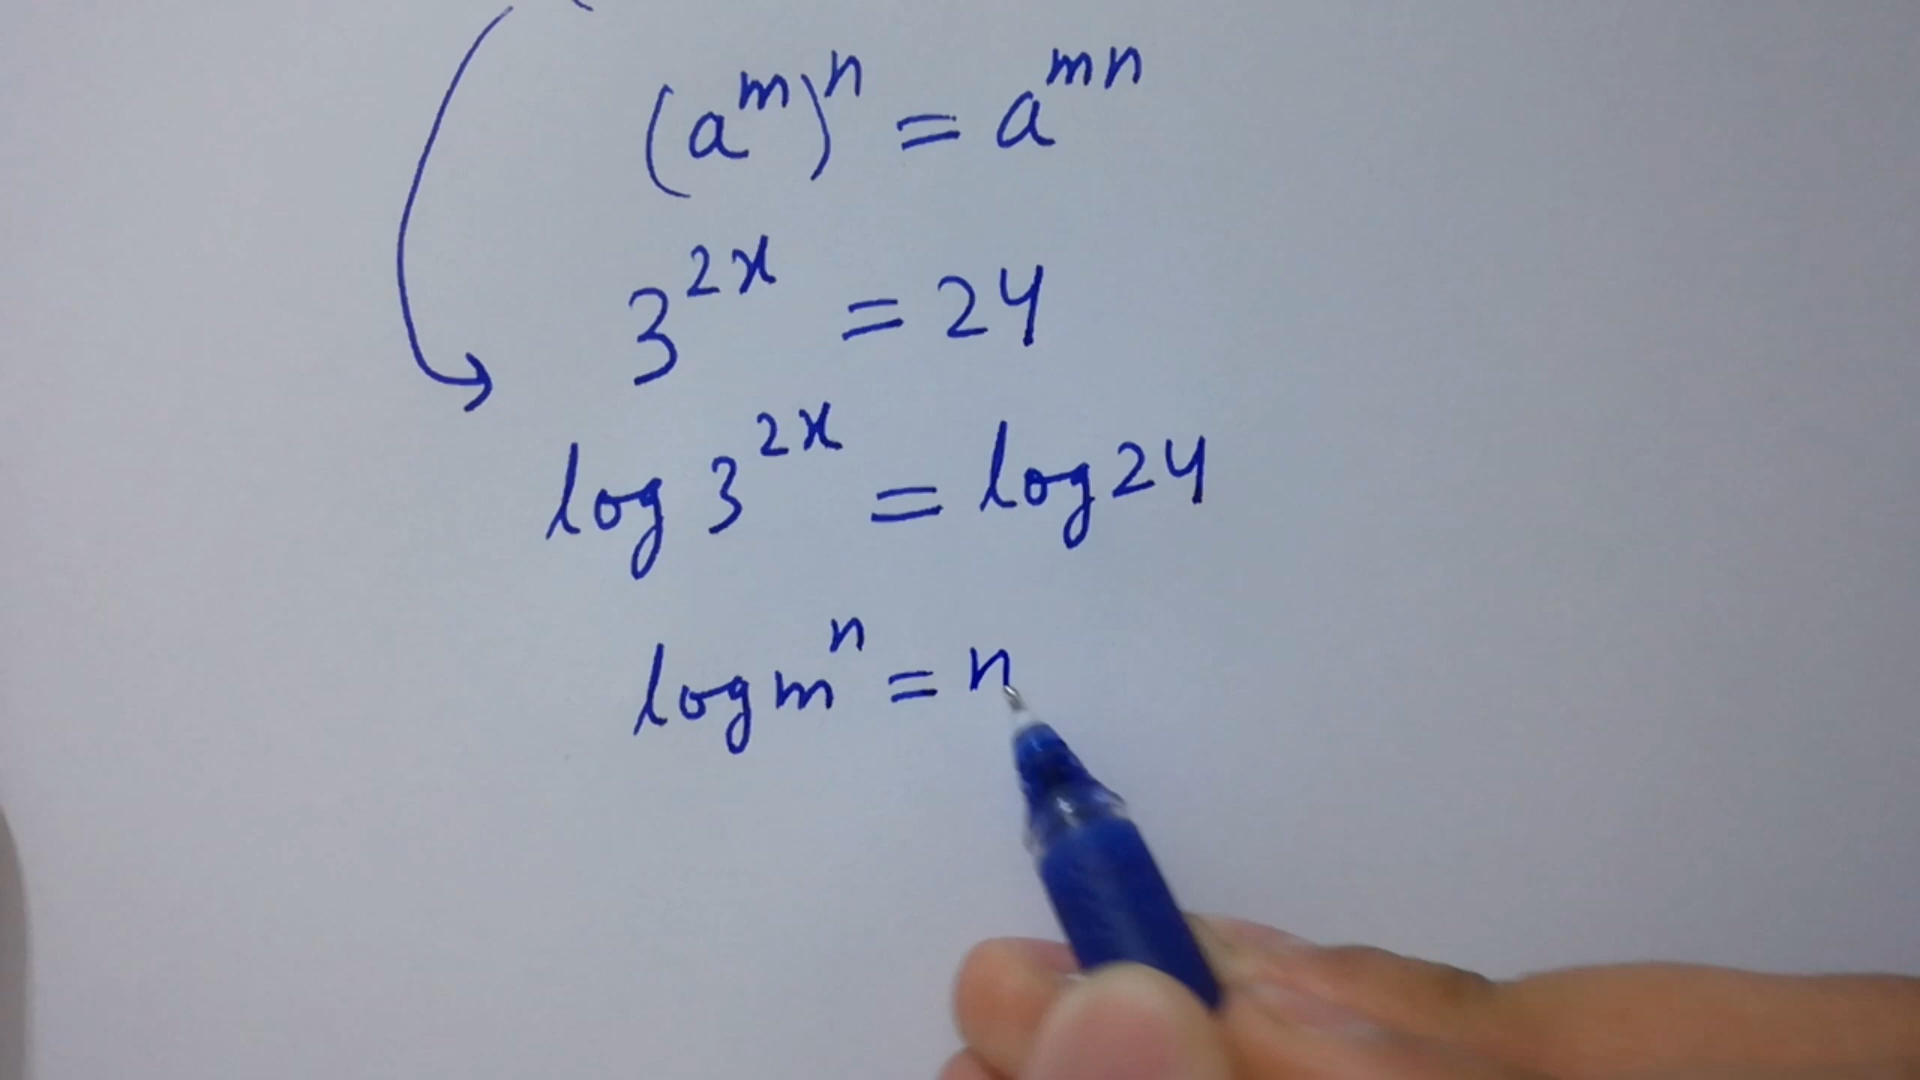 (a^m)^n = a^mn
3^2x = 24
log 3^2x = log 24
log m^n = n